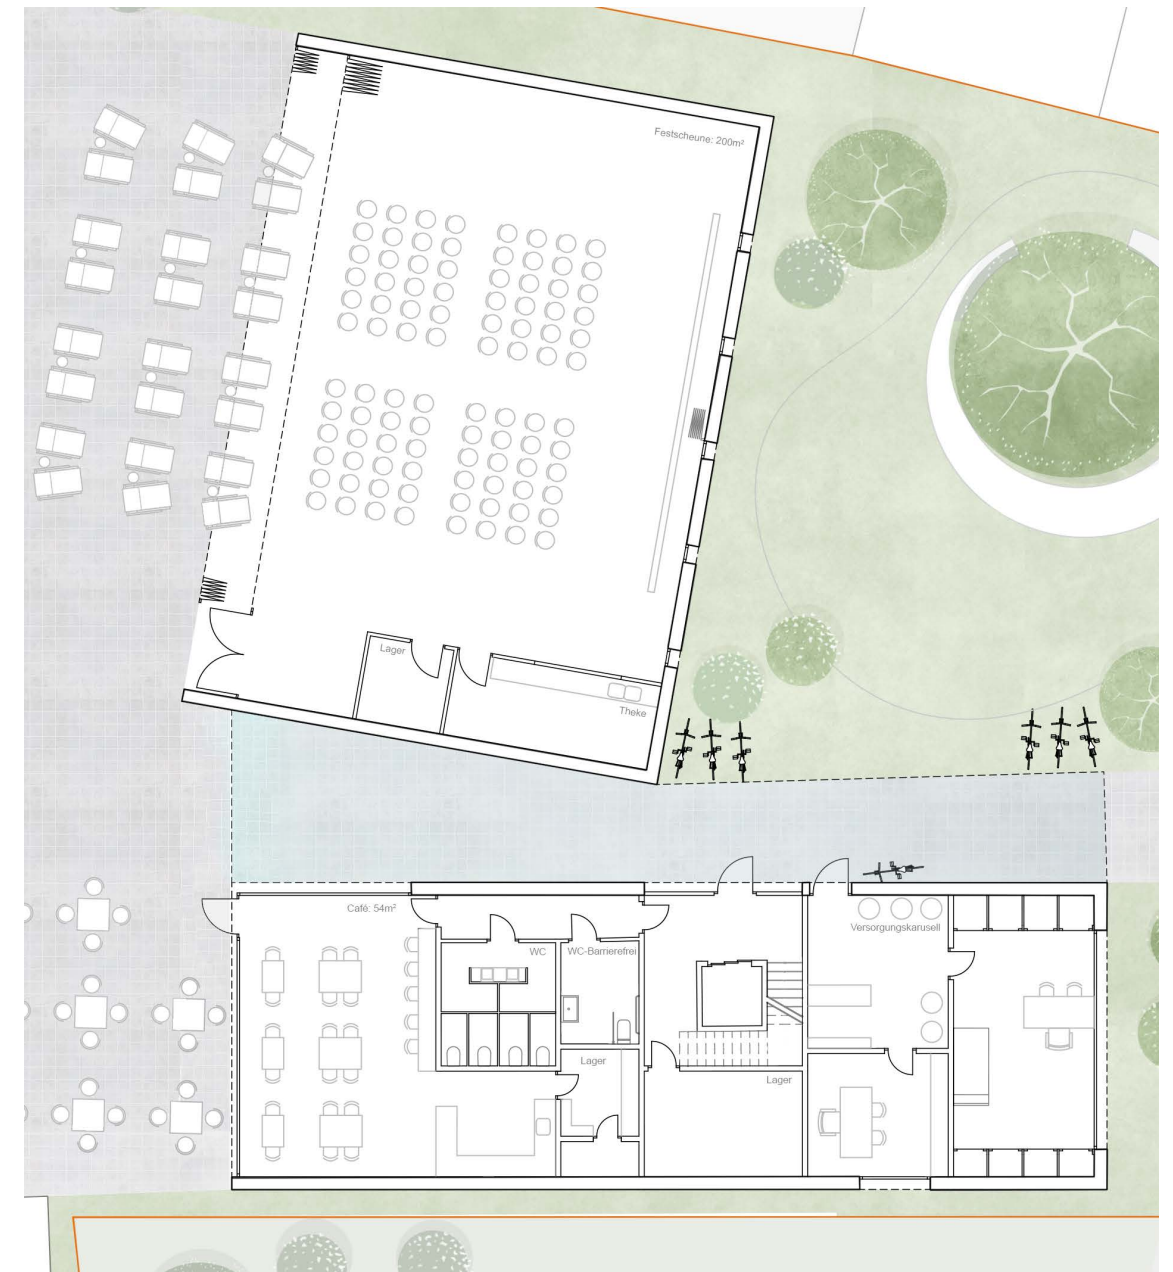 Festscheune: 200m²
Lager
Theke
Café: 54m²
WC
WC-Barrierefrei
Versorgungskarusell
Lager
Lager